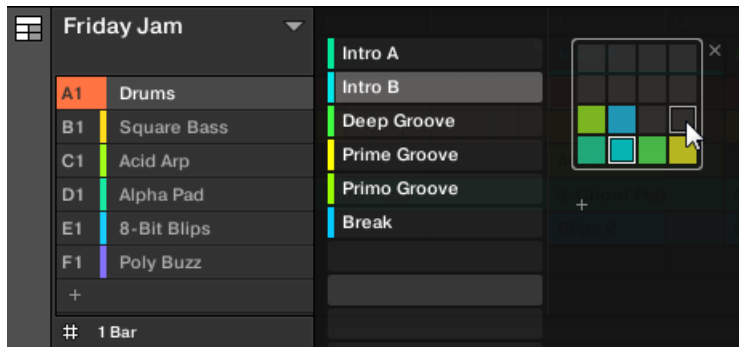 Friday Jam
A1 Drums
B1 Square Bass
C1 Acid Arp
D1 Alpha Pad
E1 8-Bit Blips
F1 Poly Buzz
+
1 Bar
Intro A
Intro B
Deep Groove
Prime Groove
Primo Groove
Break
×
+